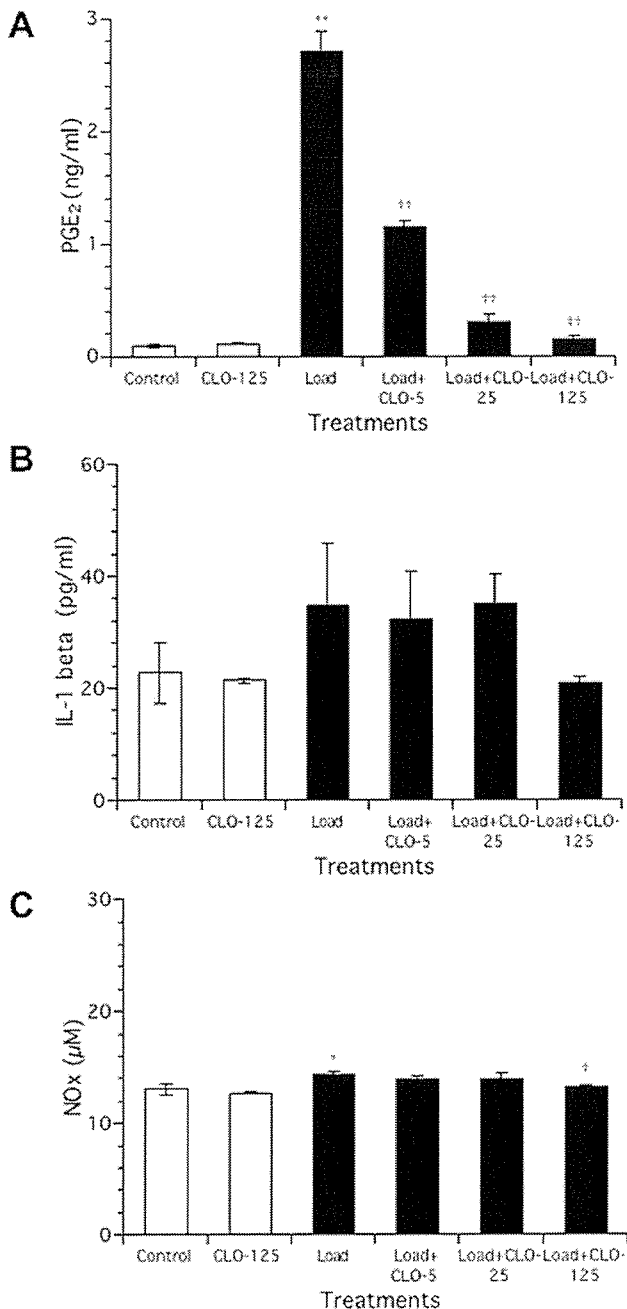 A
PGE₂ (ng/ml)
3
2
1
0
Control CLO-125 Load Load+ CLO-5 Load+CLO-25 Load+CLO-125
††
††
††
Treatments
B
IL-1 beta (pg/ml)
60
40
20
0
Control CLO-125 Load Load+ CLO-5 Load+CLO-25 Load+CLO-125
Treatments
C
NOx (µM)
30
20
10
0
*
†
Control CLO-125 Load Load+ CLO-5 Load+CLO-25 Load+CLO-125
Treatments